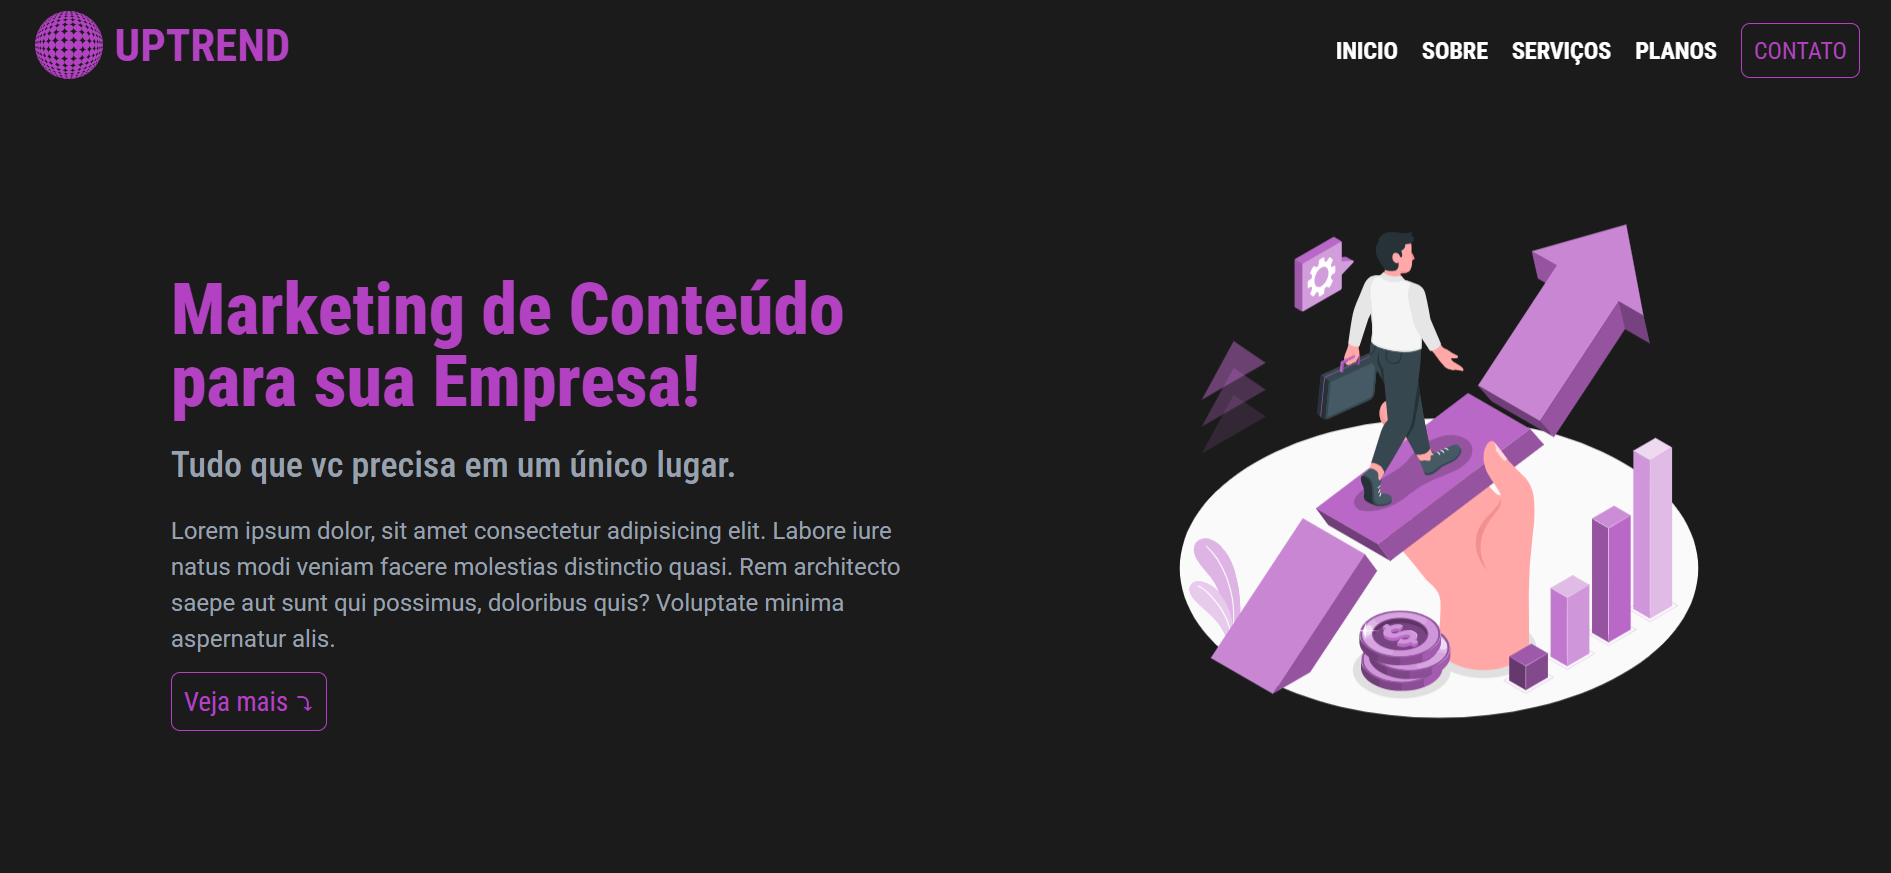 UPTREND
INICIO SOBRE SERVIÇOS PLANOS CONTATO
Marketing de Conteúdo
para sua Empresa!
Tudo que vc precisa em um único lugar.
Lorem ipsum dolor, sit amet consectetur adipisicing elit. Labore iure
natus modi veniam facere molestias distinctio quasi. Rem architecto
saepe aut sunt qui possimus, doloribus quis? Voluptate minima
aspernatur alis.
Veja mais ⤵
$